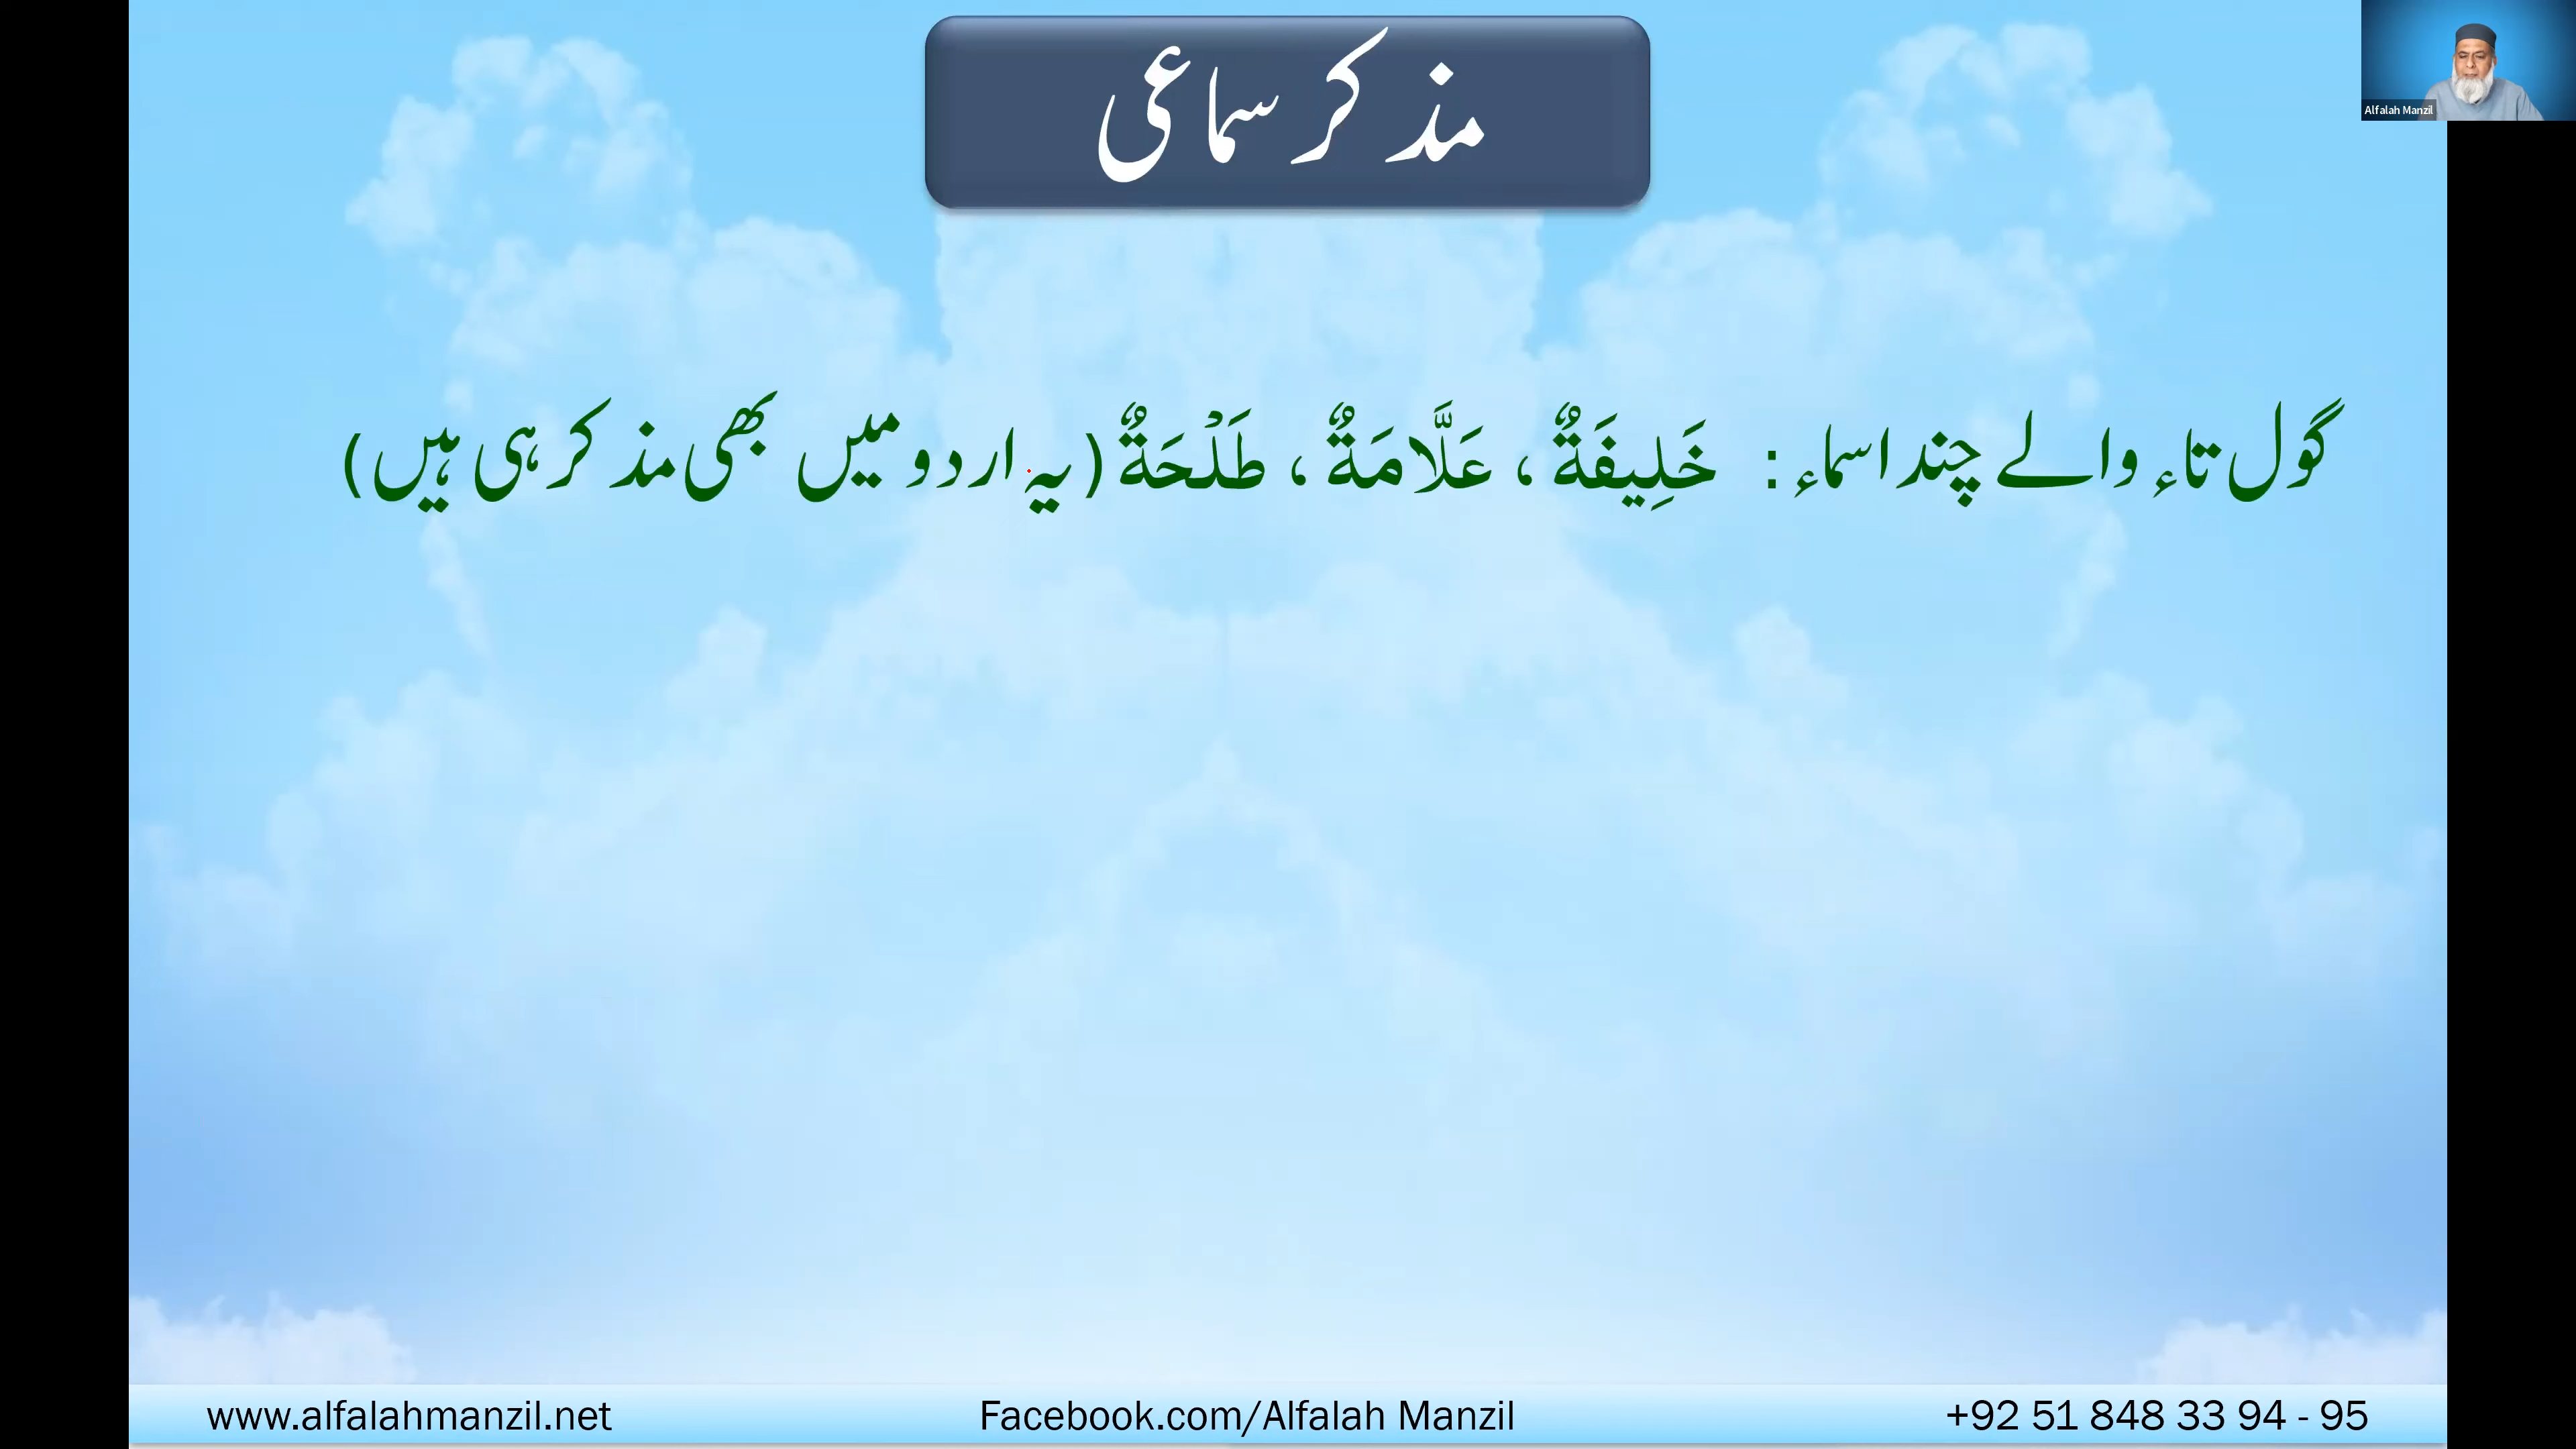 مذکر سماعی
Alfalah Manzil
گول تاء والے چند اسماء : خَلِيفَةٌ ، عَلَّامَةٌ ، طَلْحَةٌ (یہ اردو میں بھی مذکر ہی ہیں)
www.alfalahmanzil.net
Facebook.com/Alfalah Manzil
+92 51 848 33 94 - 95